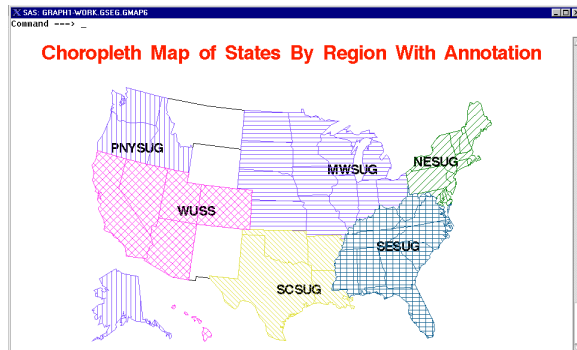 SAS: GRAPH1-WORK.GSEG.GMAP6
Command ---> _
Choropleth Map of States By Region With Annotation
PNYSUG
MWSUG
NESUG
WUSS
SESUG
SCSUG